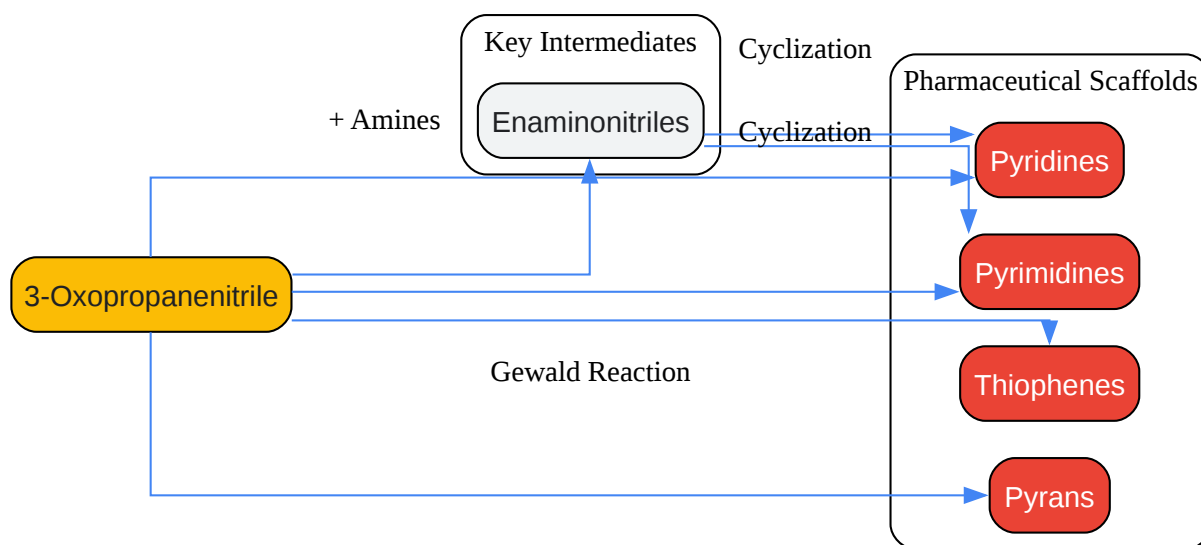 Key Intermediates
Cyclization
Pharmaceutical Scaffolds
+ Amines
Enaminonitriles
Cyclization
Pyridines
3-Oxopropanenitrile
Pyrimidines
Gewald Reaction
Thiophenes
Pyrans